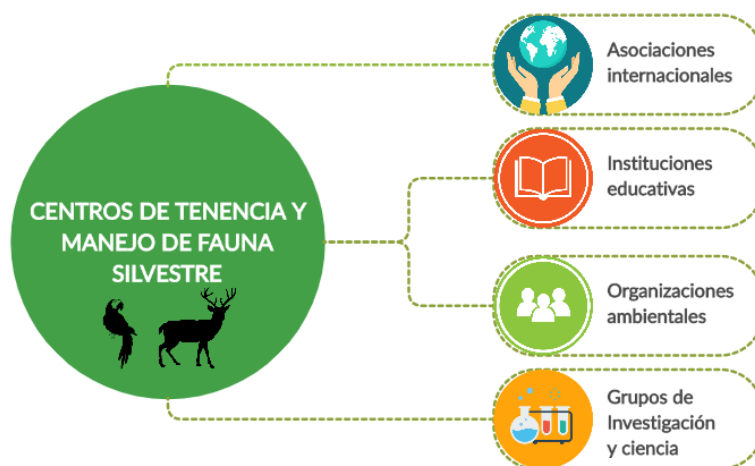 CENTROS DE TENENCIA Y
MANEJO DE FAUNA
SILVESTRE
Asociaciones
internacionales
Instituciones
educativas
Organizaciones
ambientales
Grupos de
Investigación
y ciencia